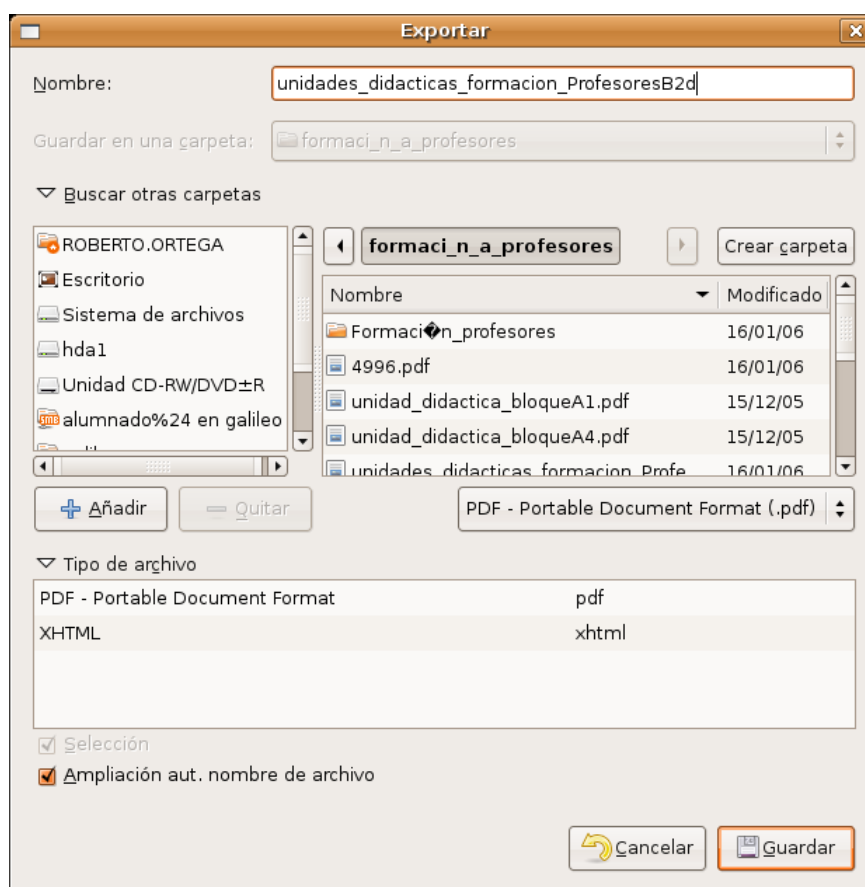 Exportar
Nombre: unidades_didacticas_formacion_ProfesoresB2d
Guardar en una carpeta: formaci_n_a_profesores
Buscar otras carpetas
ROBERTO.ORTEGA
Escritorio
Sistema de archivos
hda1
Unidad CD-RW/DVD±R
alumnado%24 en galileo
formaci_n_a_profesores
Crear carpeta
Nombre Modificado
Formaci�n_profesores 16/01/06
4996.pdf 16/01/06
unidad_didactica_bloqueA1.pdf 15/12/05
unidad_didactica_bloqueA4.pdf 15/12/05
unidades_didacticas_formacion_Profe 16/01/06
Añadir
Quitar
PDF - Portable Document Format (.pdf)
Tipo de archivo
PDF - Portable Document Format pdf
XHTML xhtml
Selección
Ampliación aut. nombre de archivo
Cancelar
Guardar